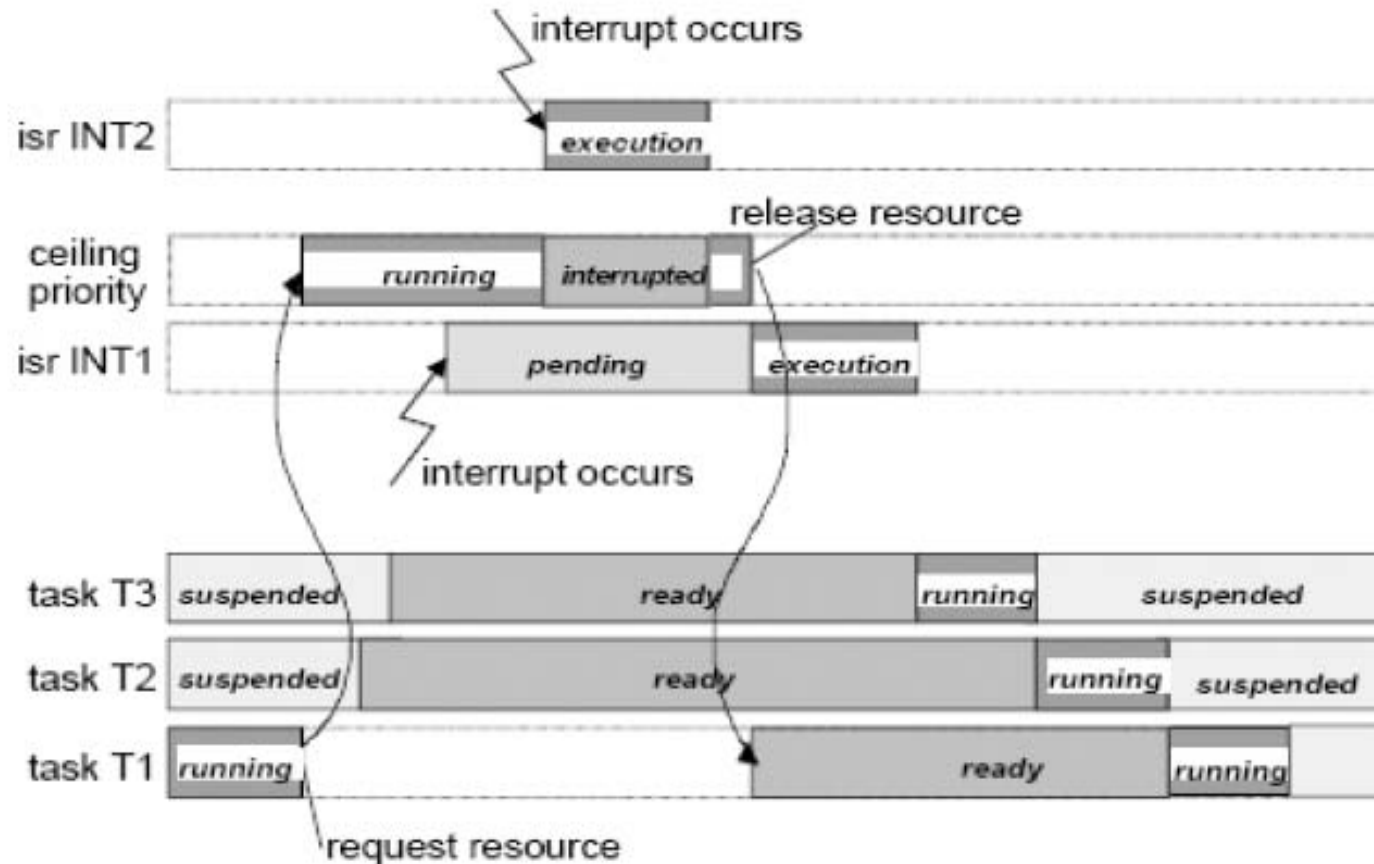 interrupt occurs
isr INT2
execution
release resource
ceiling
priority
running
interrupted
isr INT1
pending
execution
interrupt occurs
task T3
suspended
ready
running
suspended
task T2
suspended
ready
running
suspended
task T1
running
ready
running
request resource